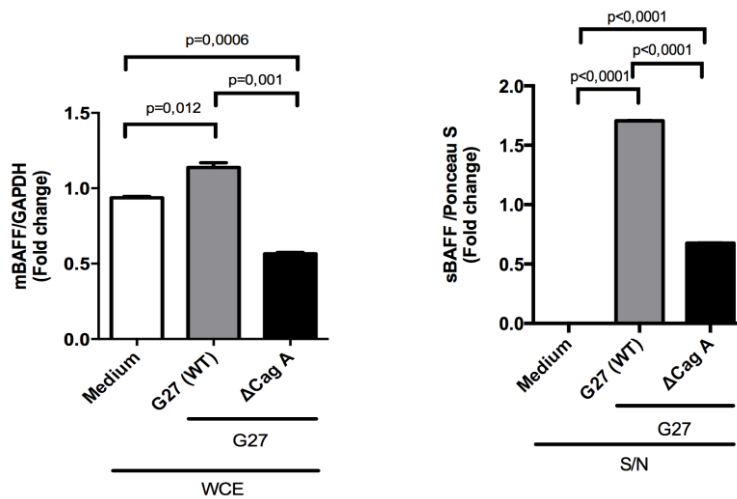 p=0,0006
p=0,001
p=0,012
mBAFF/GAPDH
(Fold change)
1.5
1.0
0.5
0.0
Medium
G27 (WT)
ΔCag A
G27
WCE
p<0,0001
p<0,0001
p<0,0001
sBAFF /Ponceau S
(Fold change)
2.0
1.5
1.0
0.5
0.0
Medium
G27 (WT)
ΔCag A
G27
S/N